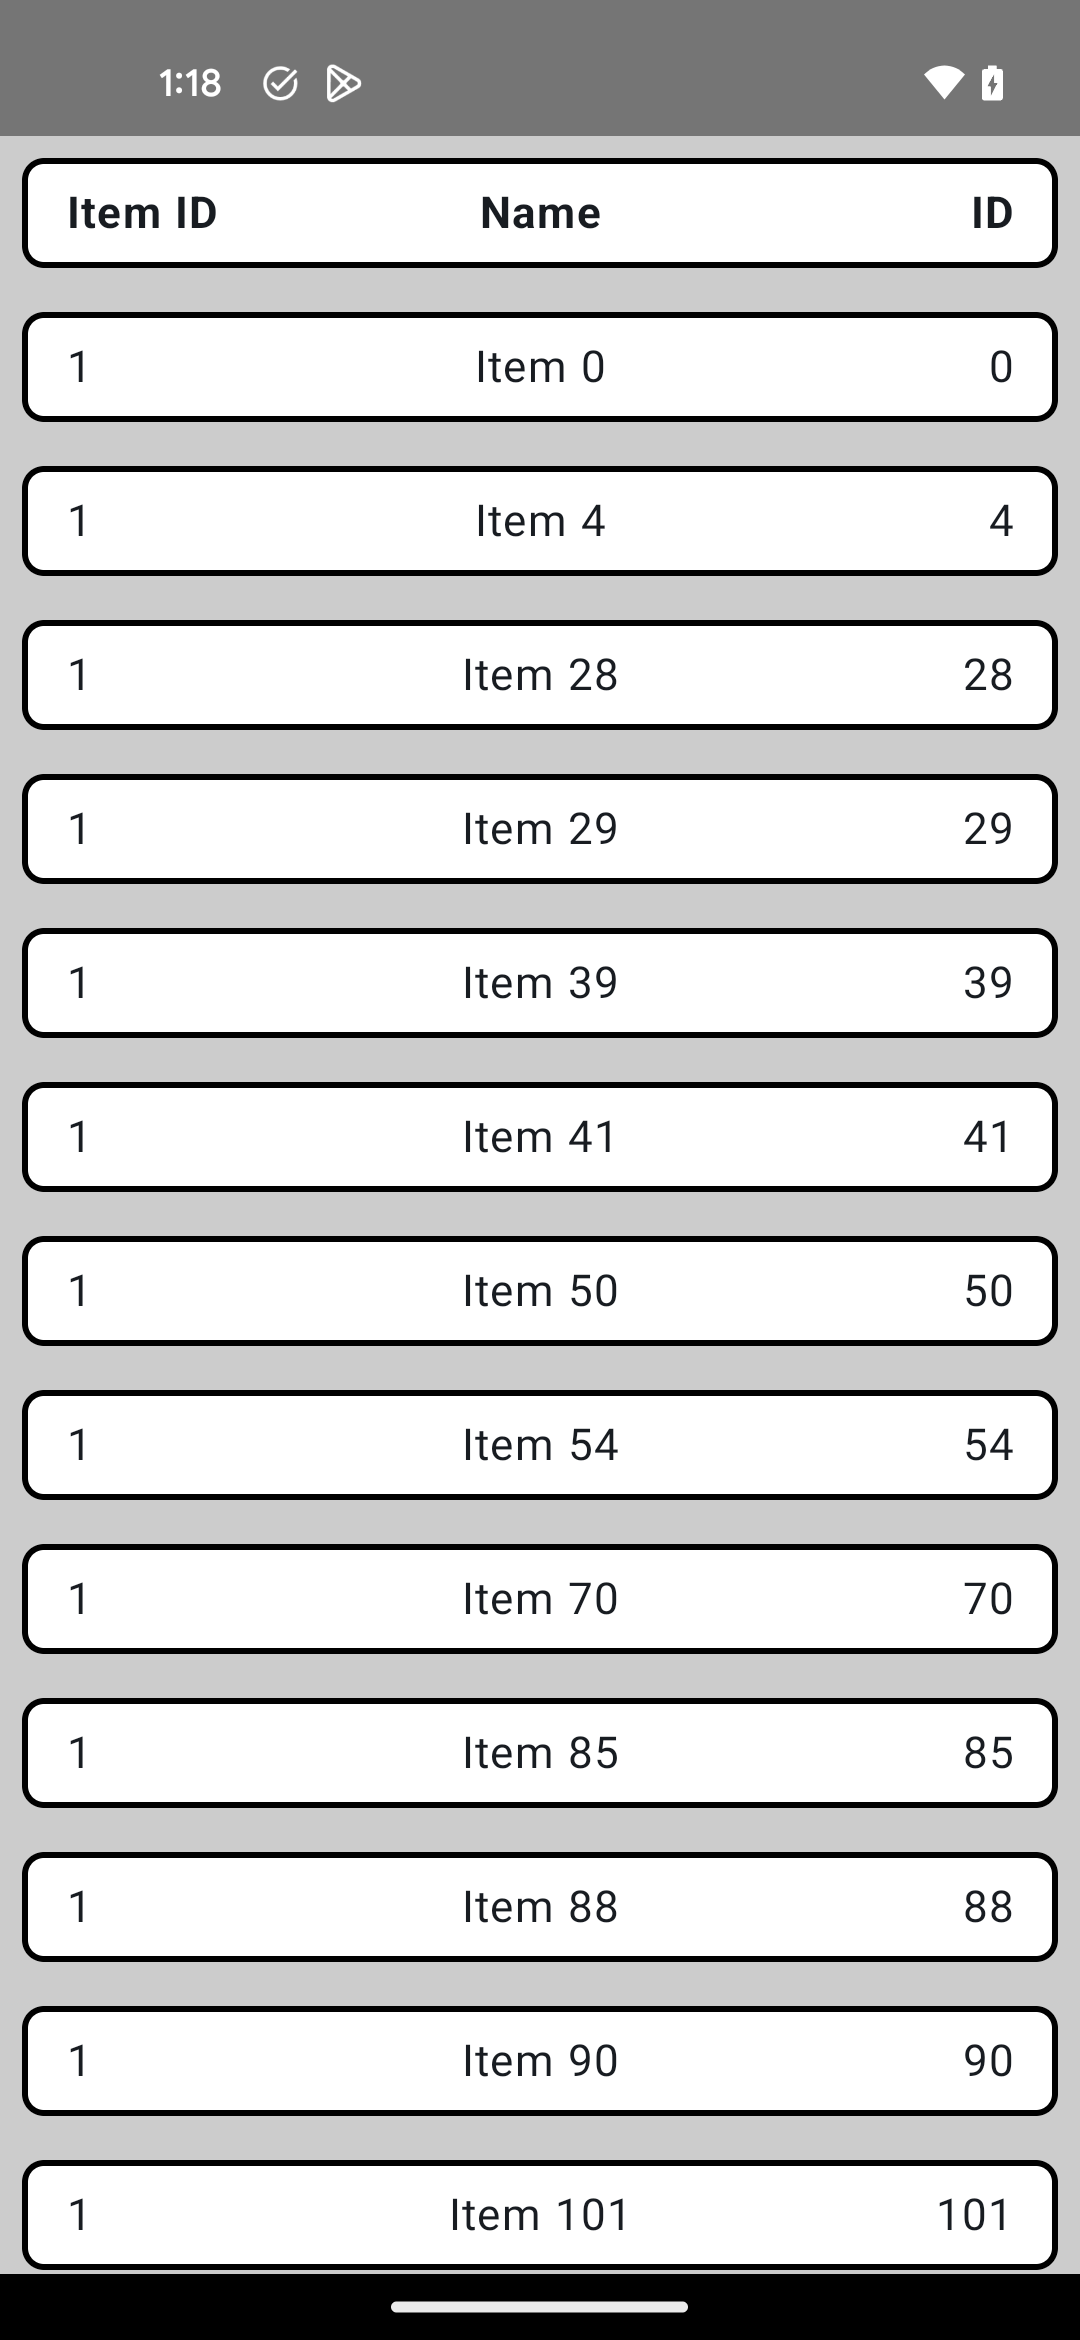 1:18
Item ID Name ID
1 Item 0 0
1 Item 4 4
1 Item 28 28
1 Item 29 29
1 Item 39 39
1 Item 41 41
1 Item 50 50
1 Item 54 54
1 Item 70 70
1 Item 85 85
1 Item 88 88
1 Item 90 90
1 Item 101 101